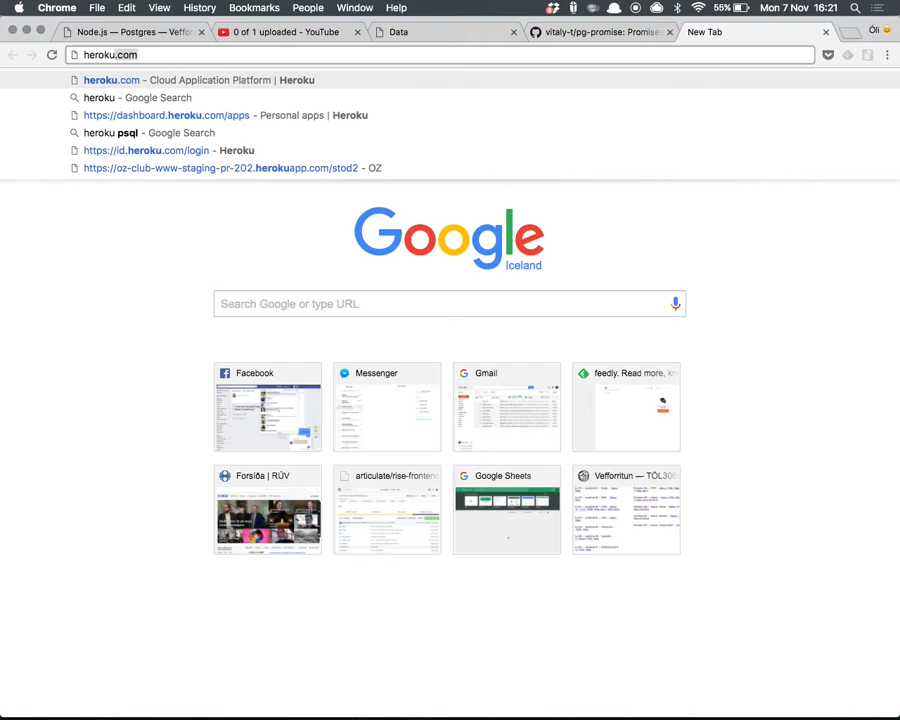 Chrome File Edit View History Bookmarks People Window Help 55% Mon 7 Nov 16:21
Node.js — Postgres — Veffor
0 of 1 uploaded - YouTube
Data
vitaly-t/pg-promise: Promise
New Tab
Óli
heroku.com
heroku.com - Cloud Application Platform | Heroku
heroku - Google Search
https://dashboard.heroku.com/apps - Personal apps | Heroku
heroku psql - Google Search
https://id.heroku.com/login - Heroku
https://oz-club-www-staging-pr-202.herokuapp.com/stod2 - OZ
Google
Iceland
Search Google or type URL
Facebook
Messenger
Gmail
feedly. Read more, kn
Forsíða | RÚV
articulate/rise-frontend
Google Sheets
Vefforritun — TÖL306